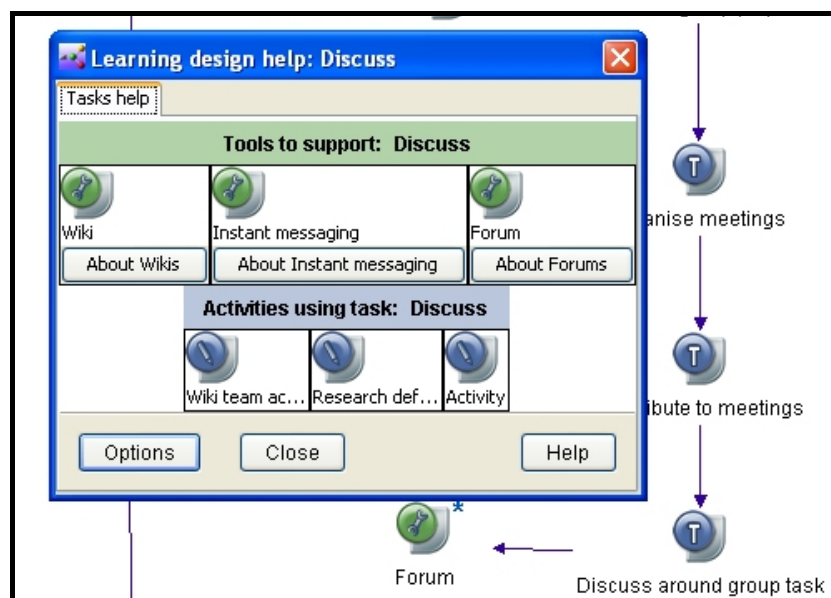 Learning design help: Discuss
Tasks help
Tools to support: Discuss
Wiki
Instant messaging
Forum
About Wikis
About Instant messaging
About Forums
Activities using task: Discuss
Wiki team ac...
Research def...
Activity
Options
Close
Help
T
anise meetings
T
ibute to meetings
T
Discuss around group task
*
Forum